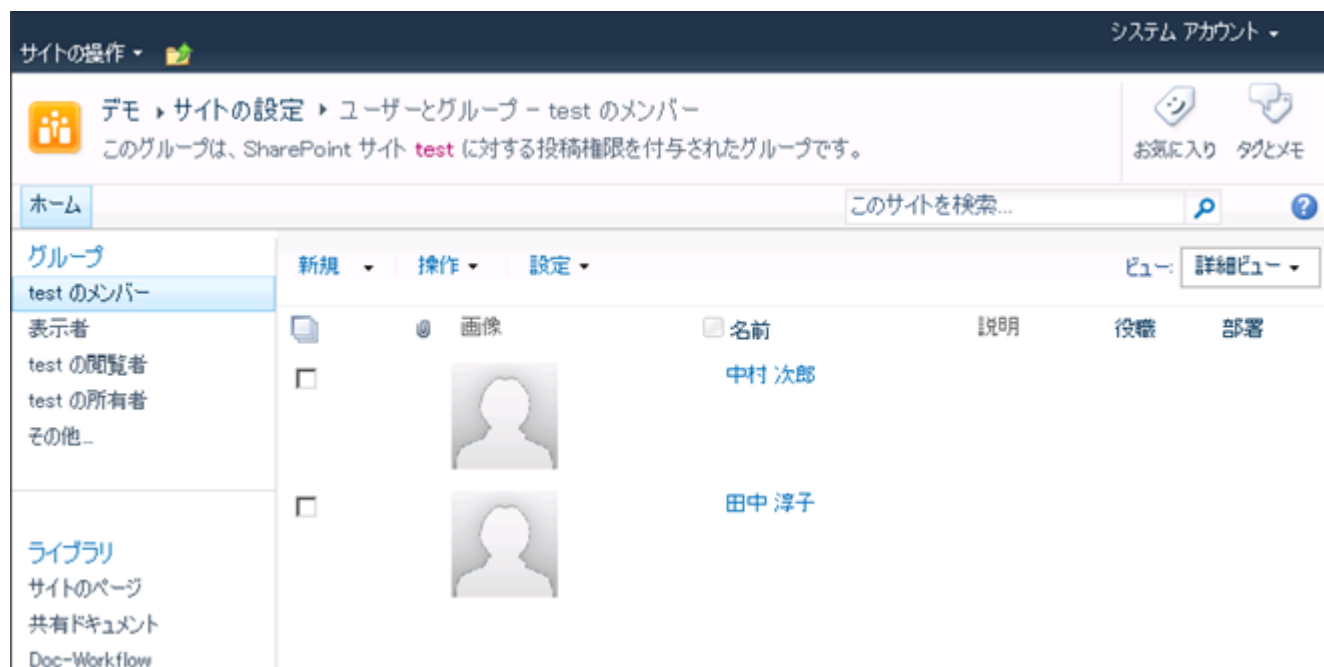 システム アカウント
サイトの操作
デモ ▸ サイトの設定 ▸ ユーザーとグループ - test のメンバー
このグループは、SharePoint サイト test に対する投稿権限を付与されたグループです。
お気に入り タグとメモ
ホーム
このサイトを検索...
グループ
新規 操作 設定
ビュー: 詳細ビュー
test のメンバー
表示者
test の閲覧者
test の所有者
その他...
画像 名前 説明 役職 部署
中村 次郎
田中 淳子
ライブラリ
サイトのページ
共有ドキュメント
Doc-Workflow